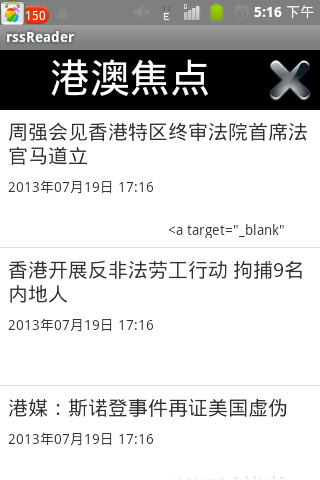 150
E
G
5:16 下午
rssReader
港澳焦点
周强会见香港特区终审法院首席法
官马道立
2013年07月19日 17:16
<a target="_blank"
香港开展反非法劳工行动 拘捕9名
内地人
2013年07月19日 17:16
港媒：斯诺登事件再证美国虚伪
2013年07月19日 17:16